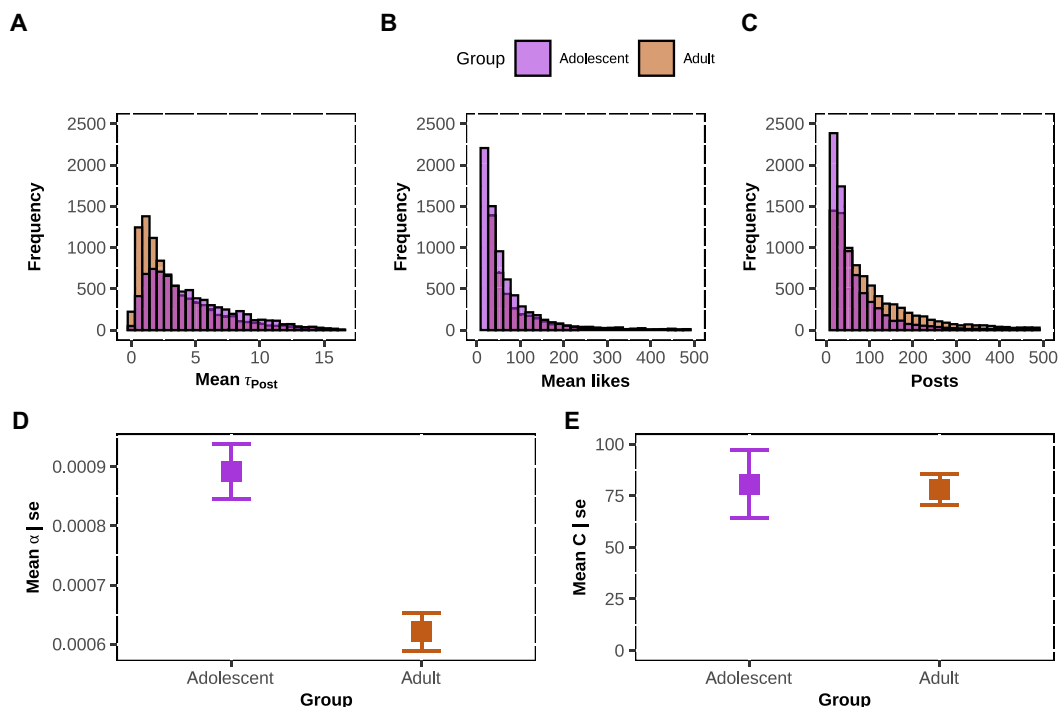 A
B
C
Group Adolescent Adult
Frequency
2500
2000
1500
1000
500
0
0 5 10 15
Mean τPost
Frequency
2500
2000
1500
1000
500
0
0 100 200 300 400 500
Mean likes
Frequency
2500
2000
1500
1000
500
0
0 100 200 300 400 500
Posts
D
Mean α | se
0.0009
0.0008
0.0007
0.0006
Adolescent Adult
Group
E
Mean C | se
100
75
50
25
0
Adolescent Adult
Group